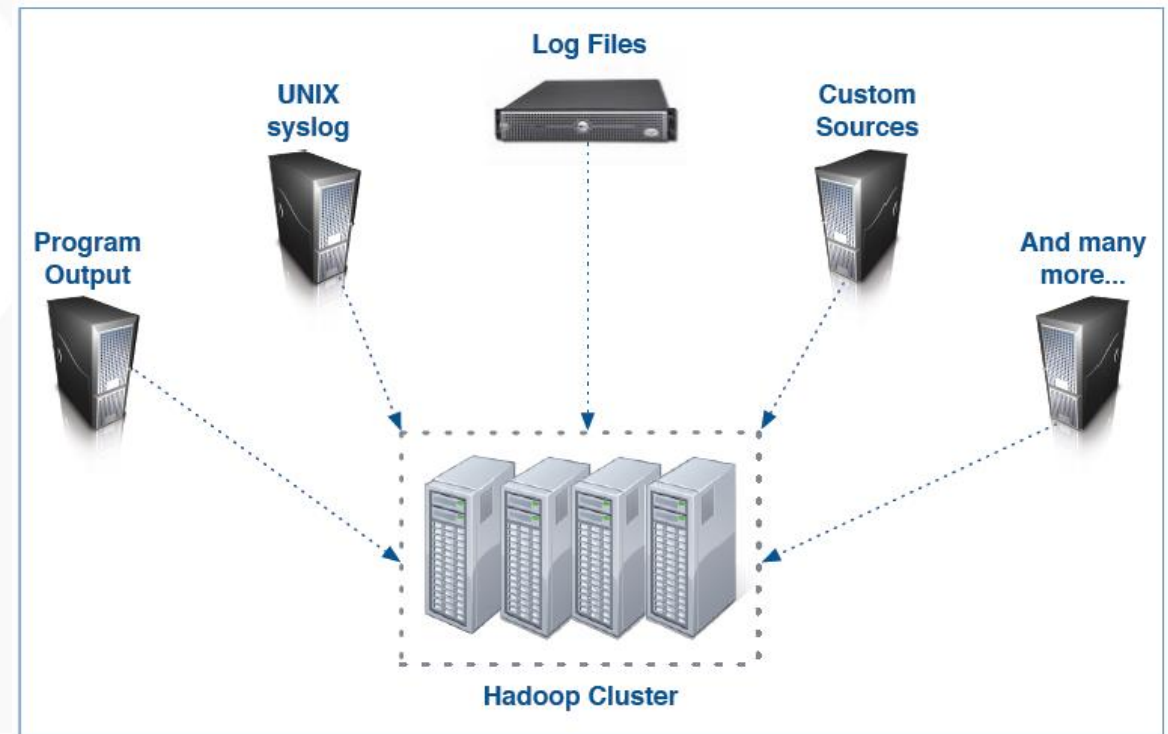 Log Files
UNIX
syslog
Custom
Sources
Program
Output
And many
more...
Hadoop Cluster